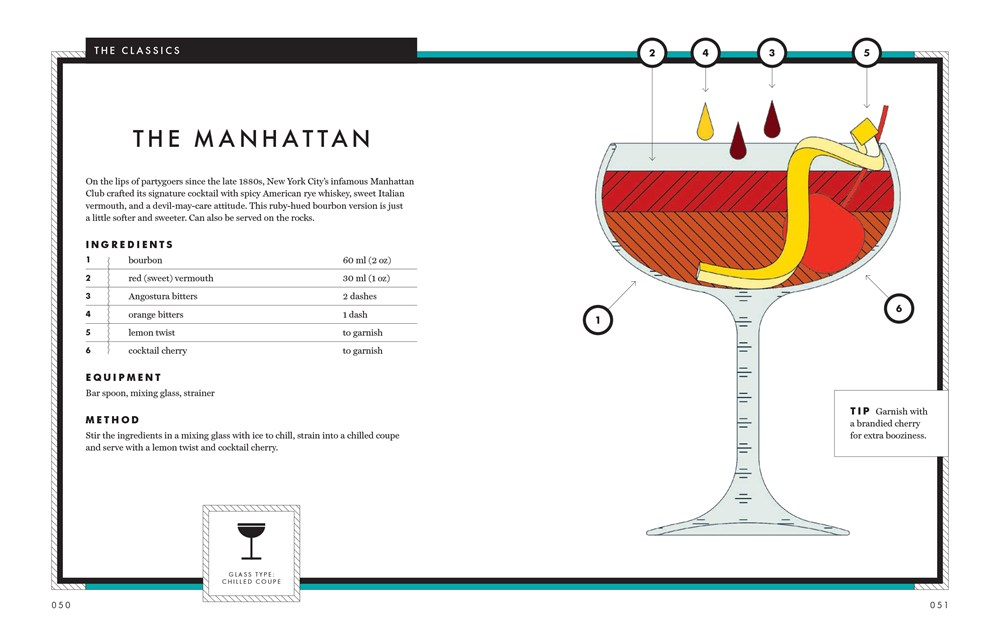 THE CLASSICS
THE MANHATTAN
On the lips of partygoers since the late 1880s, New York City's infamous Manhattan
Club crafted its signature cocktail with spicy American rye whiskey, sweet Italian
vermouth, and a devil-may-care attitude. This ruby-hued bourbon version is just
a little softer and sweeter. Can also be served on the rocks.
INGREDIENTS
1 bourbon 60 ml (2 oz)
2 red (sweet) vermouth 30 ml (1 oz)
3 Angostura bitters 2 dashes
4 orange bitters 1 dash
5 lemon twist to garnish
6 cocktail cherry to garnish
EQUIPMENT
Bar spoon, mixing glass, strainer
METHOD
Stir the ingredients in a mixing glass with ice to chill, strain into a chilled coupe
and serve with a lemon twist and cocktail cherry.
GLASS TYPE:
CHILLED COUPE
050
2 4 3 5
1
6
TIP Garnish with
a brandied cherry
for extra booziness.
051